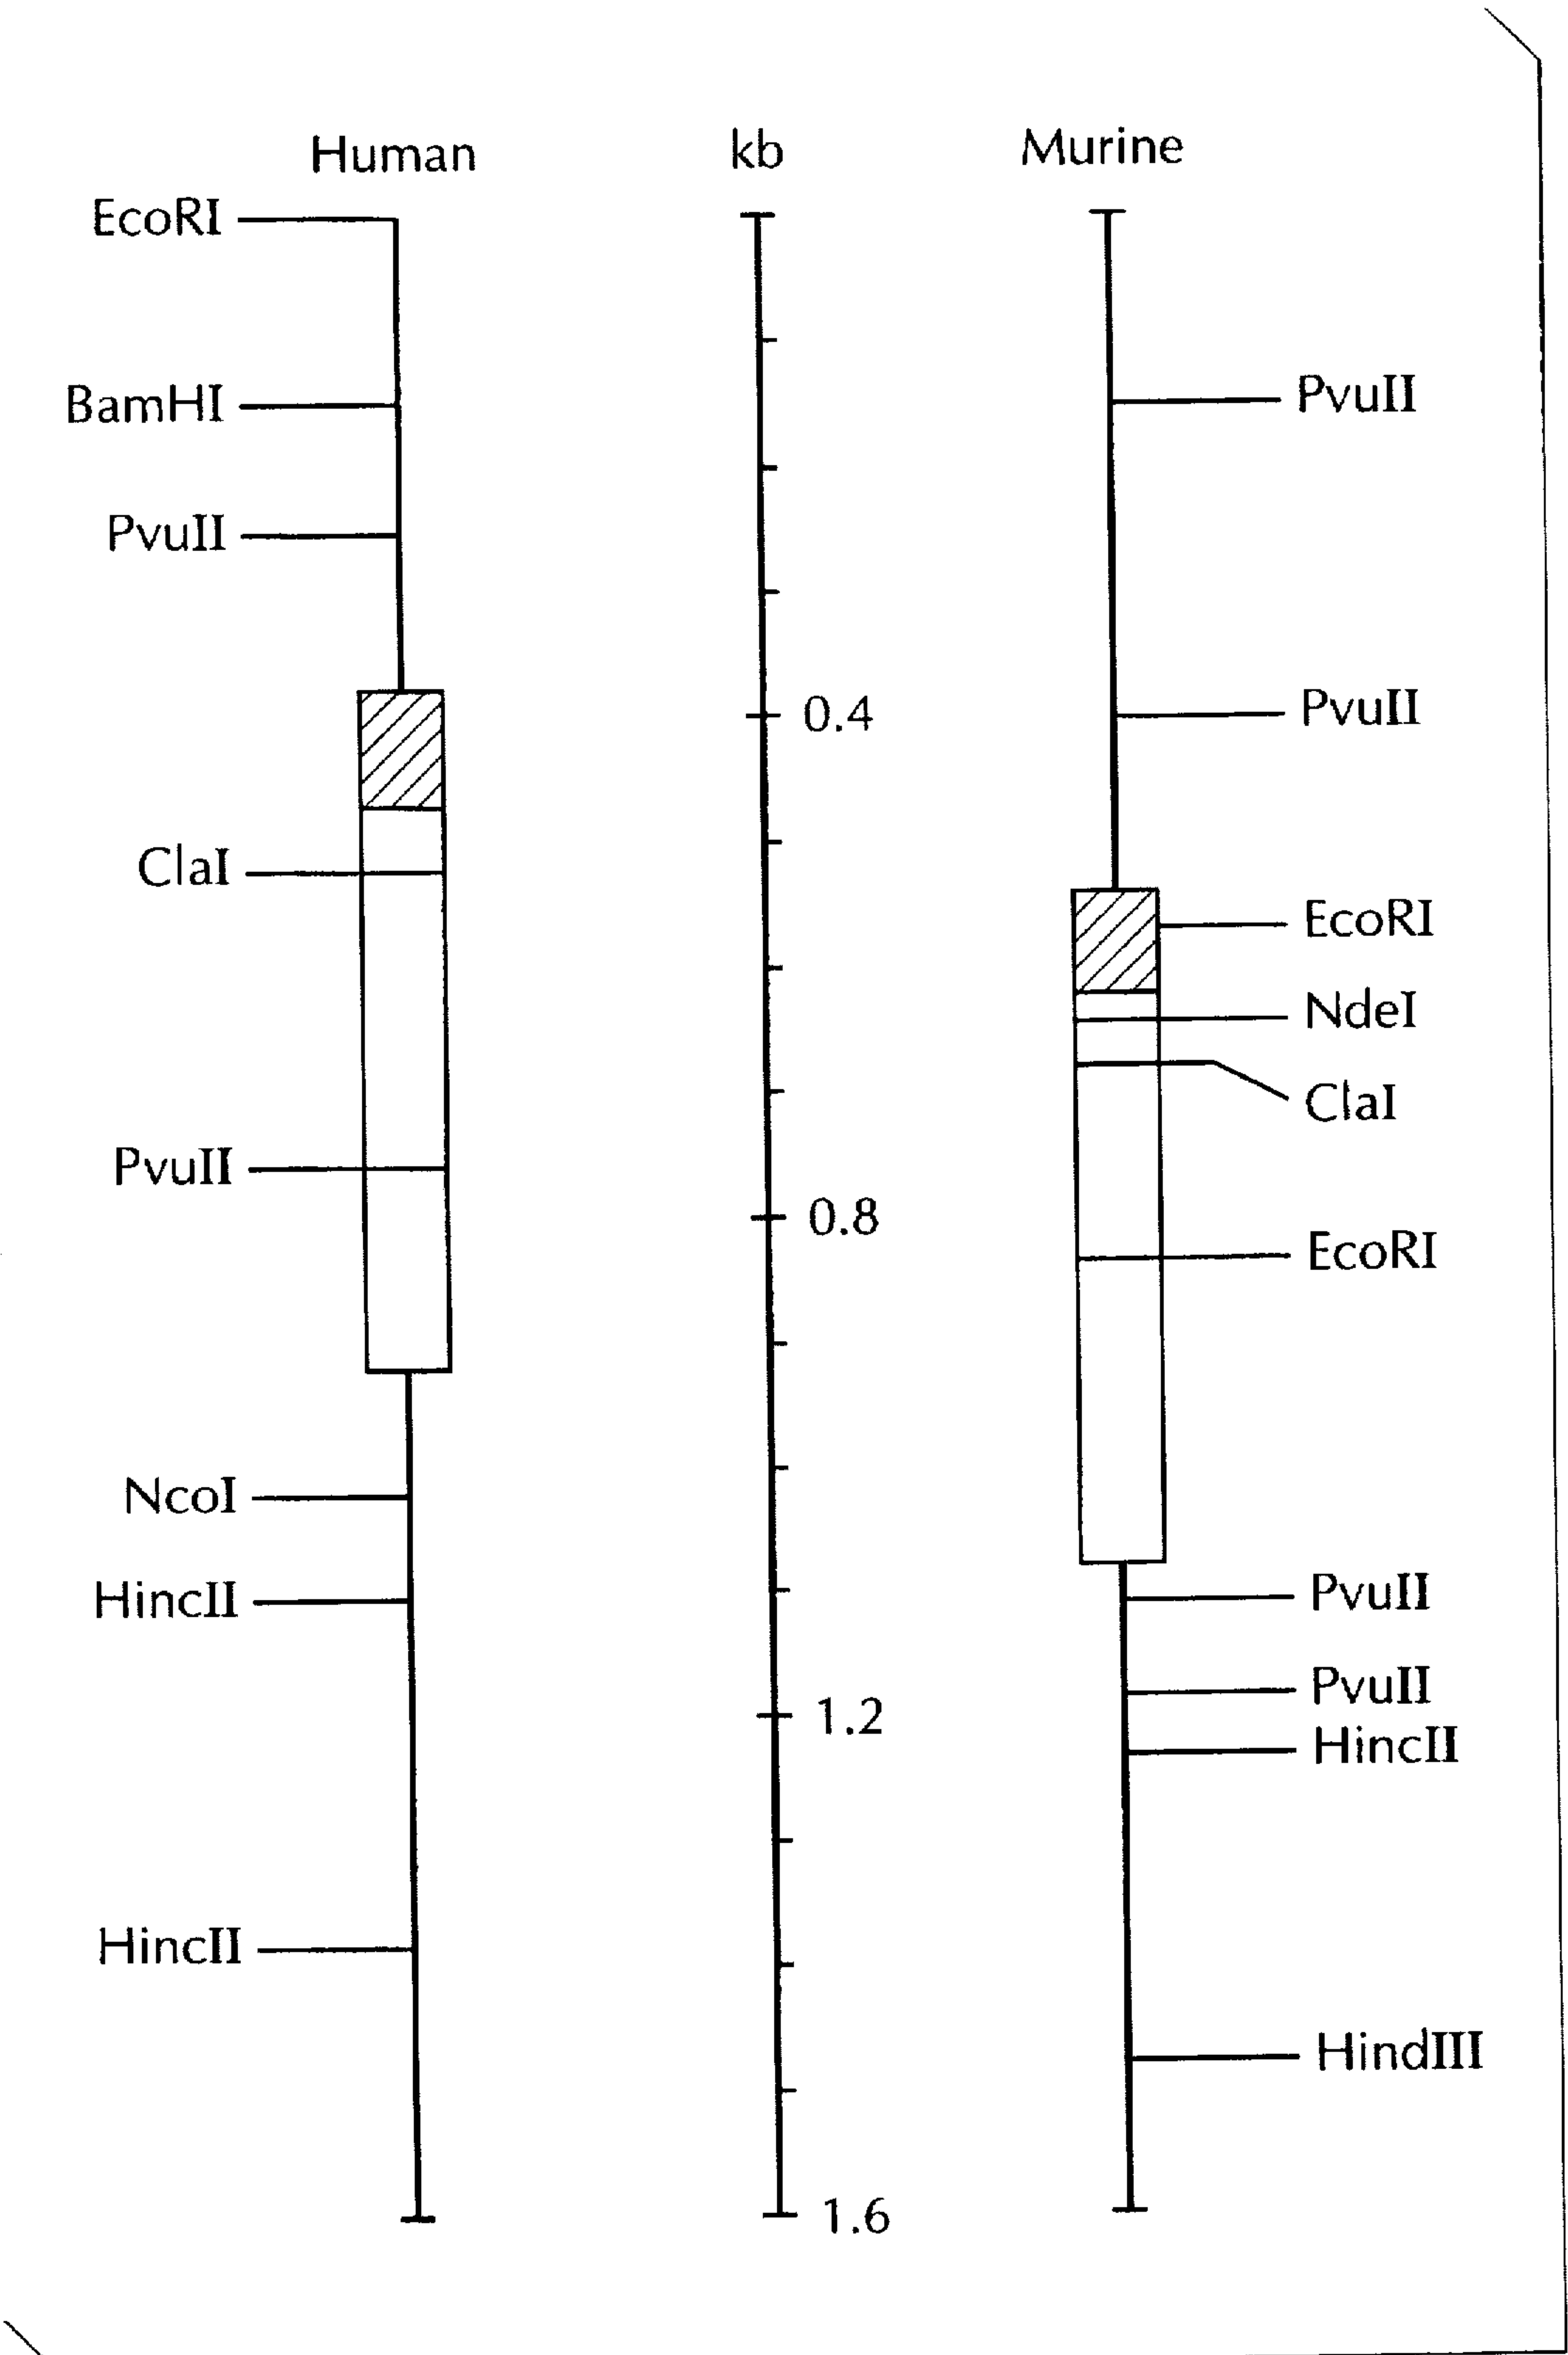 Human
kb
Murine
EcoRI
BamHI
PvuII
PvuII
0.4
PvuII
ClaI
EcoRI
NdeI
ClaI
PvuII
0.8
EcoRI
NcoI
HincII
PvuII
PvuII
1.2
HincII
HincII
HindIII
1.6